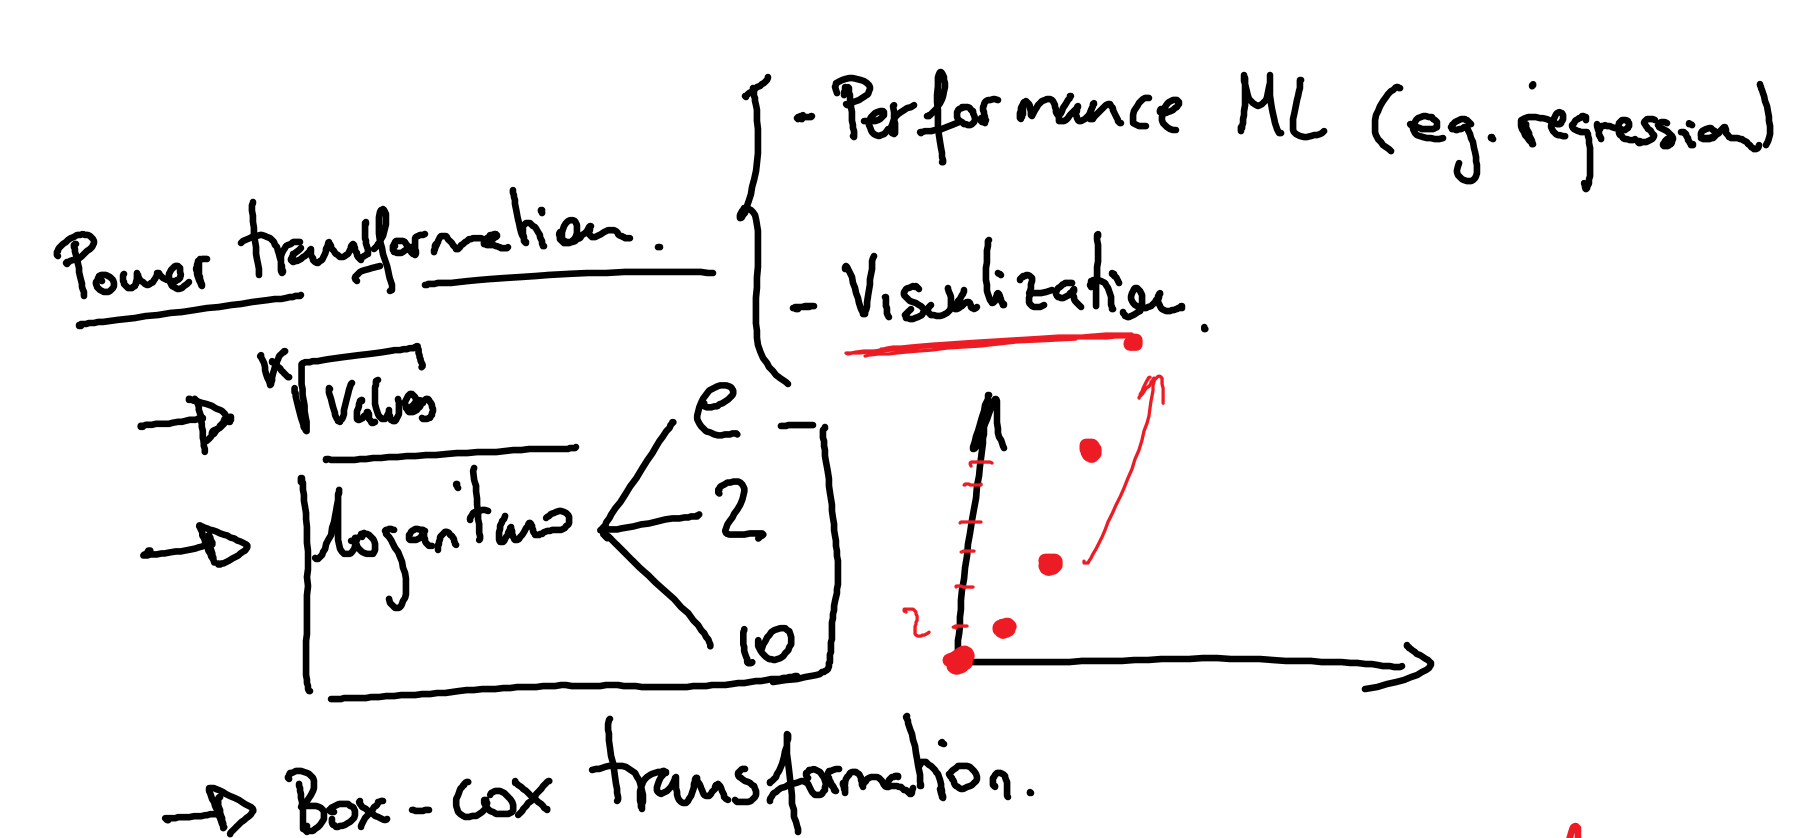 - Performance ML (eg. regression)
Power transformation.
- Visualization.
K√Values
logaritmo
e
2
10
2
Box-cox transformation.